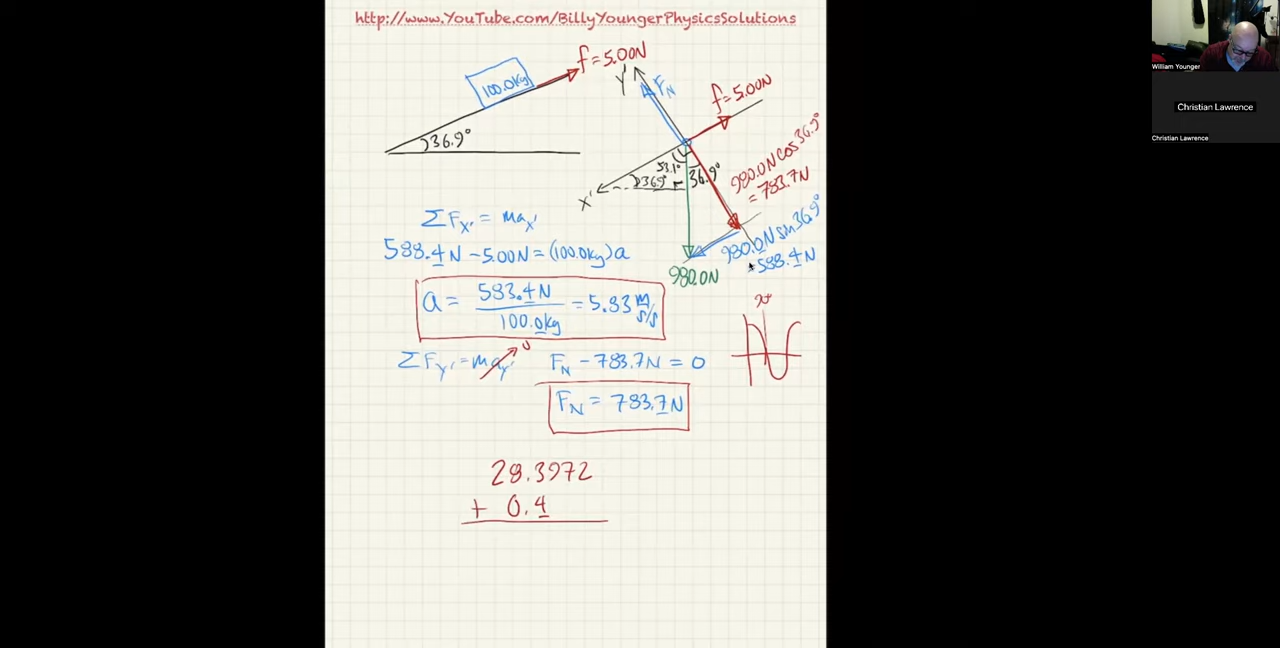 http://www.YouTube.com/BillyYoungerPhysicsSolutions
William Younger
Christian Lawrence
Christian Lawrence
100.0kg
f = 5.00N
36.9°
Y'
F_N
f = 5.00N
53.1°
36.9°
36.9°
X'
980.0N cos 36.9°
= 783.7N
980.0N sin 36.9°
= 588.4N
980.0N
ΣF_x' = ma_x'
588.4N - 5.00N = (100.0kg)a
a = 583.4N / 100.0kg = 5.83 m/s/s
ΣF_y' = ma_y' 0 F_N - 783.7N = 0
F_N = 783.7N
28.3972
+ 0.4